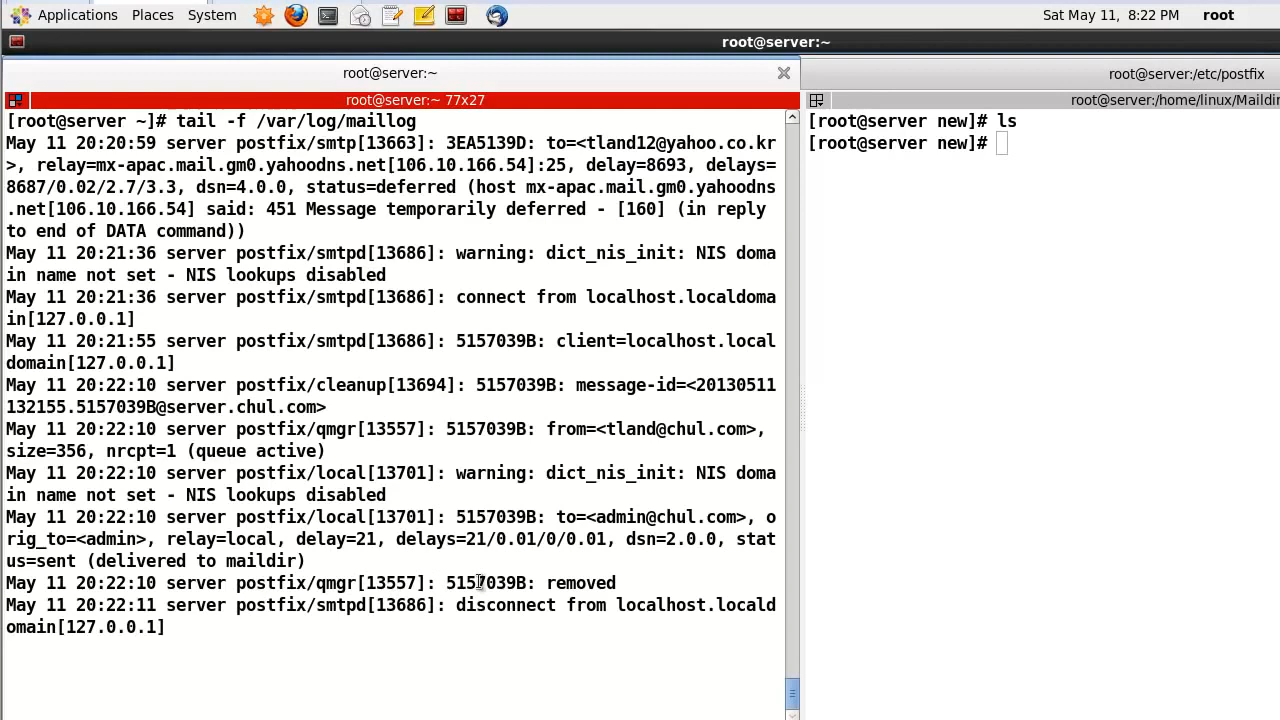 Applications Places System Sat May 11, 8:22 PM root
root@server:~
root@server:~
root@server:/etc/postfix
root@server:~ 77x27
root@server:/home/linux/Maildir
[root@server ~]# tail -f /var/log/maillog
May 11 20:20:59 server postfix/smtp[13663]: 3EA5139D: to=<tland12@yahoo.co.kr
>, relay=mx-apac.mail.gm0.yahoodns.net[106.10.166.54]:25, delay=8693, delays=
8687/0.02/2.7/3.3, dsn=4.0.0, status=deferred (host mx-apac.mail.gm0.yahoodns
.net[106.10.166.54] said: 451 Message temporarily deferred - [160] (in reply
to end of DATA command))
May 11 20:21:36 server postfix/smtpd[13686]: warning: dict_nis_init: NIS doma
in name not set - NIS lookups disabled
May 11 20:21:36 server postfix/smtpd[13686]: connect from localhost.localdoma
in[127.0.0.1]
May 11 20:21:55 server postfix/smtpd[13686]: 5157039B: client=localhost.local
domain[127.0.0.1]
May 11 20:22:10 server postfix/cleanup[13694]: 5157039B: message-id=<20130511
132155.5157039B@server.chul.com>
May 11 20:22:10 server postfix/qmgr[13557]: 5157039B: from=<tland@chul.com>,
size=356, nrcpt=1 (queue active)
May 11 20:22:10 server postfix/local[13701]: warning: dict_nis_init: NIS doma
in name not set - NIS lookups disabled
May 11 20:22:10 server postfix/local[13701]: 5157039B: to=<admin@chul.com>, o
rig_to=<admin>, relay=local, delay=21, delays=21/0.01/0/0.01, dsn=2.0.0, stat
us=sent (delivered to maildir)
May 11 20:22:10 server postfix/qmgr[13557]: 5157039B: removed
May 11 20:22:11 server postfix/smtpd[13686]: disconnect from localhost.locald
omain[127.0.0.1]
[root@server new]# ls
[root@server new]#